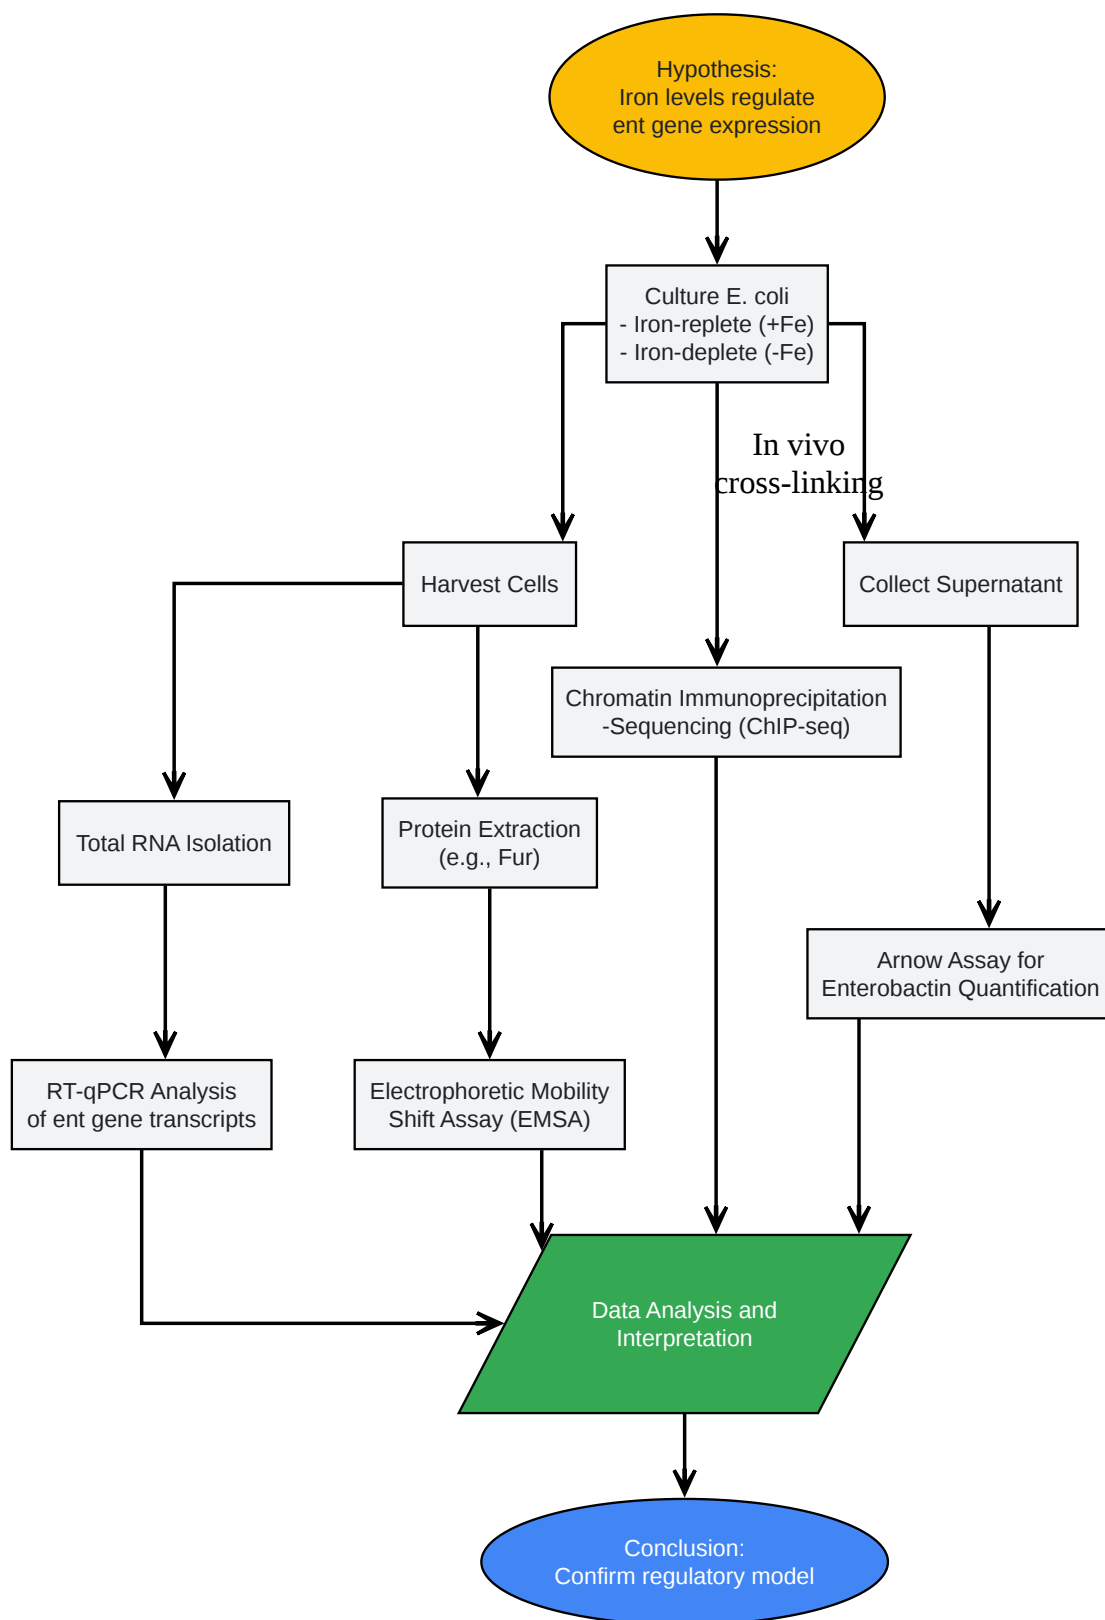 Hypothesis:
Iron levels regulate
ent gene expression
Culture E. coli
- Iron-replete (+Fe)
- Iron-deplete (-Fe)
In vivo
cross-linking
Harvest Cells
Collect Supernatant
Chromatin Immunoprecipitation
-Sequencing (ChIP-seq)
Total RNA Isolation
Protein Extraction
(e.g., Fur)
Arnow Assay for
Enterobactin Quantification
RT-qPCR Analysis
of ent gene transcripts
Electrophoretic Mobility
Shift Assay (EMSA)
Data Analysis and
Interpretation
Conclusion:
Confirm regulatory model